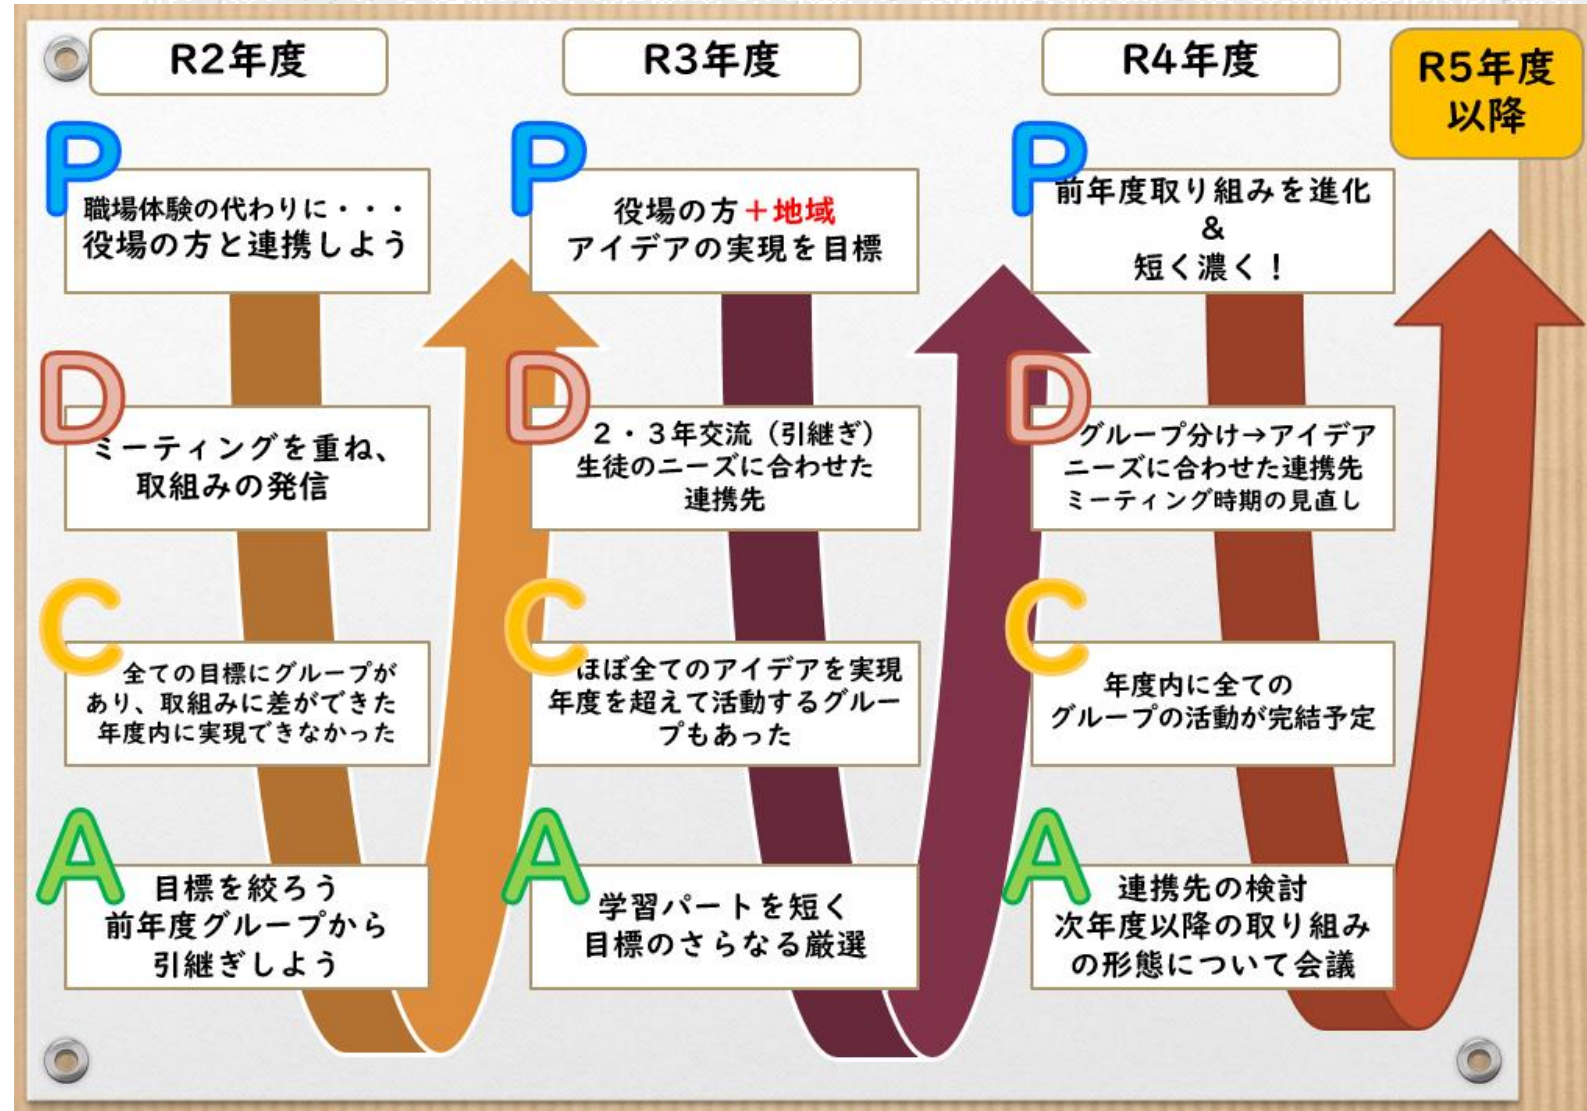 R2年度
P
職場体験の代わりに・・・
役場の方と連携しよう
D
ミーティングを重ね、
取組みの発信
C
全ての目標にグループが
あり、取組みに差ができた
年度内に実現できなかった
A
目標を絞ろう
前年度グループから
引継ぎしよう
R3年度
P
役場の方＋地域
アイデアの実現を目標
D
２・３年交流（引継ぎ）
生徒のニーズに合わせた
連携先
C
ほぼ全てのアイデアを実現
年度を超えて活動するグルー
プもあった
A
学習パートを短く
目標のさらなる厳選
R4年度
P
前年度取り組みを進化
&
短く濃く！
D
グループ分け→アイデア
ニーズに合わせた連携先
ミーティング時期の見直し
C
年度内に全ての
グループの活動が完結予定
A
連携先の検討
次年度以降の取り組み
の形態について会議
R5年度
以降